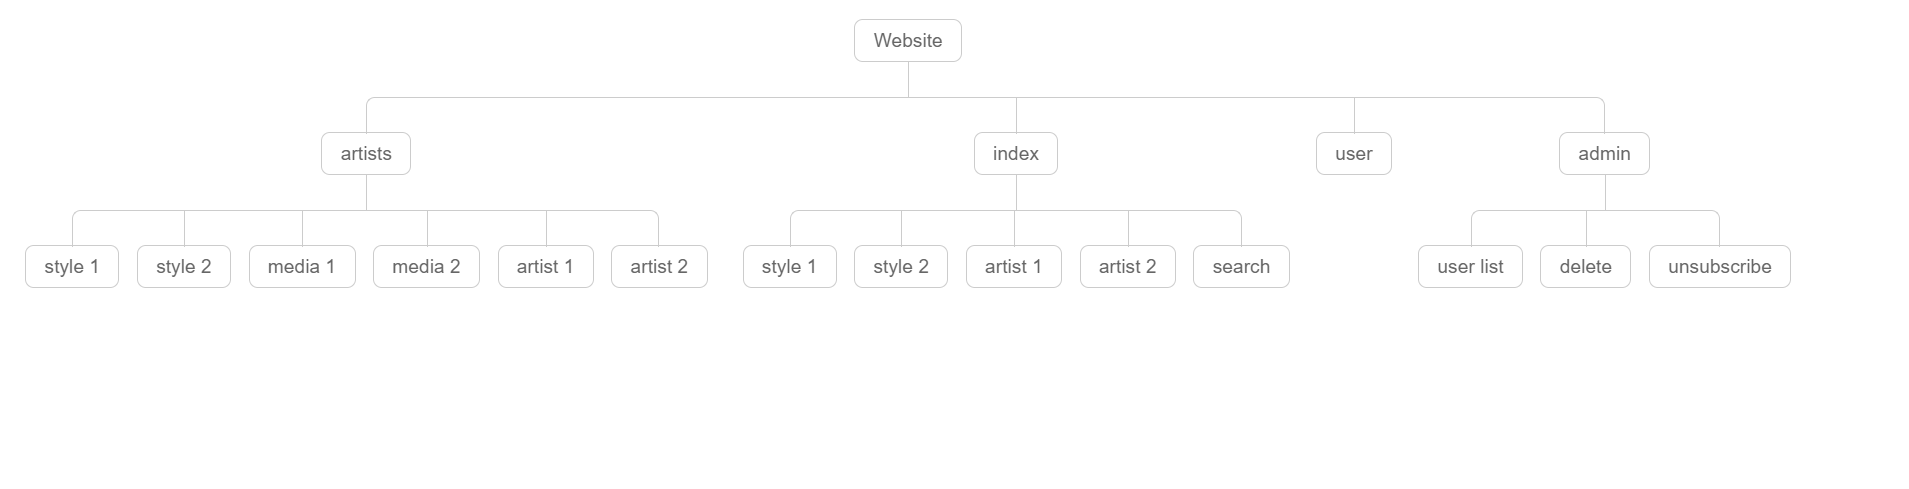 Website
artists
index
user
admin
style 1
style 2
media 1
media 2
artist 1
artist 2
style 1
style 2
artist 1
artist 2
search
user list
delete
unsubscribe